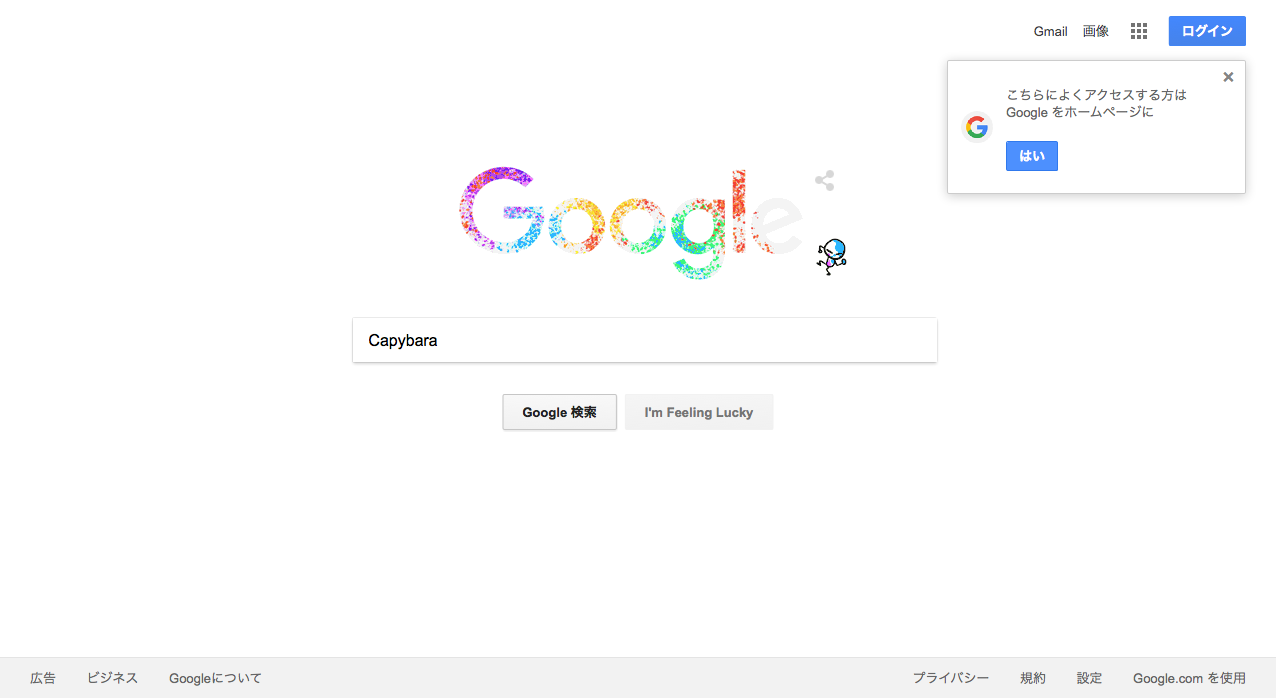 Gmail 画像 ログイン
こちらによくアクセスする方は
Google をホームページに
はい
Google
Capybara
Google 検索 I'm Feeling Lucky
広告 ビジネス Googleについて プライバシー 規約 設定 Google.com を使用